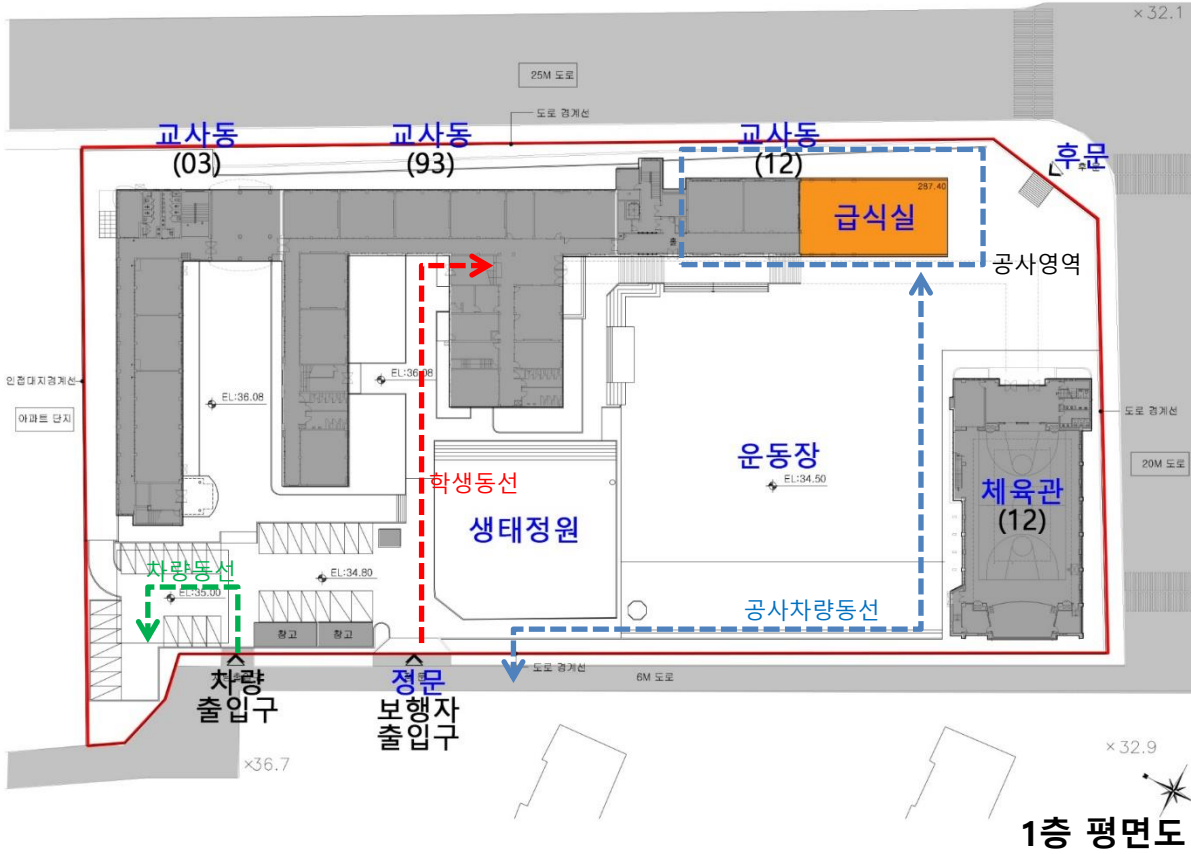 ×32.1
25M 도로
도로 경계선
교사동
(03)
교사동
(93)
교사동
(12)
후문
287.40
급식실
공사영역
인접대지경계선
아파트 단지
EL:36.08
EL:36.08
도로 경계선
20M 도로
운동장
EL:34.50
학생동선
생태정원
체육관
(12)
차량동선
EL:34.80
EL:35.00
공사차량동선
창고
창고
도로 경계선
6M 도로
차량
출입구
정문
보행자
출입구
×36.7
×32.9
1층 평면도